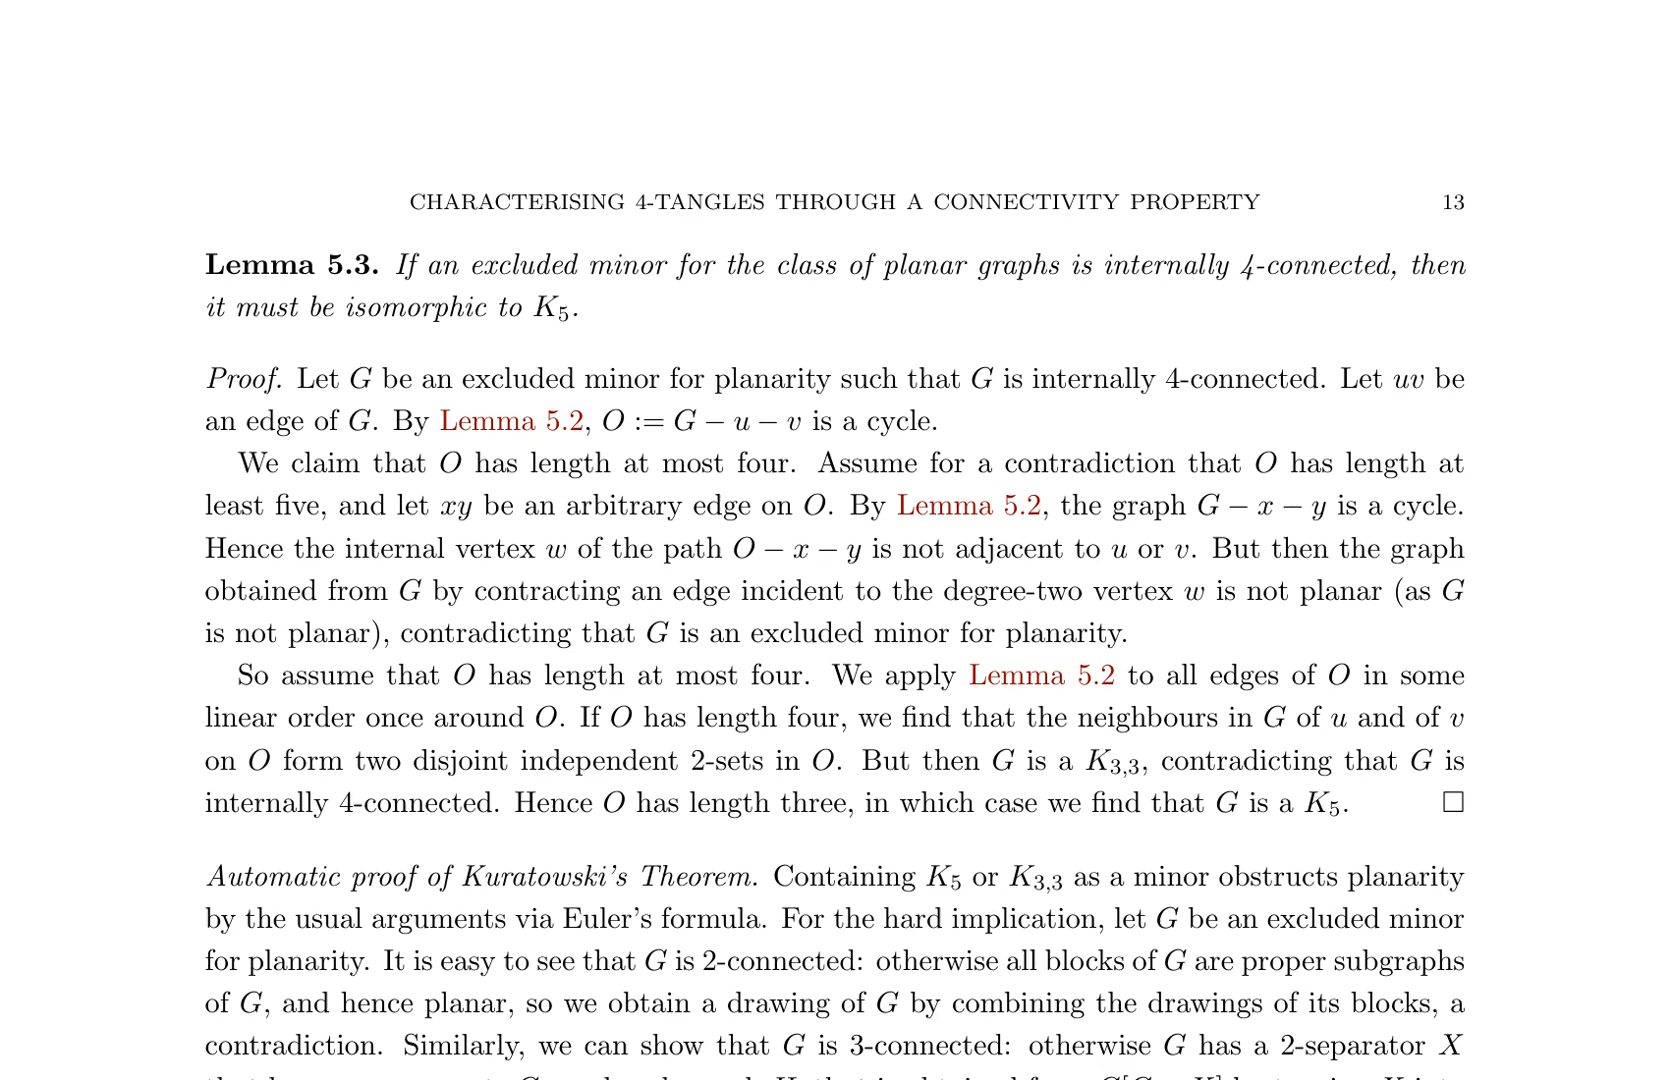 CHARACTERISING 4-TANGLES THROUGH A CONNECTIVITY PROPERTY 13
Lemma 5.3. If an excluded minor for the class of planar graphs is internally 4-connected, then
it must be isomorphic to K₅.
Proof. Let G be an excluded minor for planarity such that G is internally 4-connected. Let uv be
an edge of G. By Lemma 5.2, O := G − u − v is a cycle.
We claim that O has length at most four. Assume for a contradiction that O has length at
least five, and let xy be an arbitrary edge on O. By Lemma 5.2, the graph G − x − y is a cycle.
Hence the internal vertex w of the path O − x − y is not adjacent to u or v. But then the graph
obtained from G by contracting an edge incident to the degree-two vertex w is not planar (as G
is not planar), contradicting that G is an excluded minor for planarity.
So assume that O has length at most four. We apply Lemma 5.2 to all edges of O in some
linear order once around O. If O has length four, we find that the neighbours in G of u and of v
on O form two disjoint independent 2-sets in O. But then G is a K₃,₃, contradicting that G is
internally 4-connected. Hence O has length three, in which case we find that G is a K₅. □
Automatic proof of Kuratowski's Theorem. Containing K₅ or K₃,₃ as a minor obstructs planarity
by the usual arguments via Euler's formula. For the hard implication, let G be an excluded minor
for planarity. It is easy to see that G is 2-connected: otherwise all blocks of G are proper subgraphs
of G, and hence planar, so we obtain a drawing of G by combining the drawings of its blocks, a
contradiction. Similarly, we can show that G is 3-connected: otherwise G has a 2-separator X